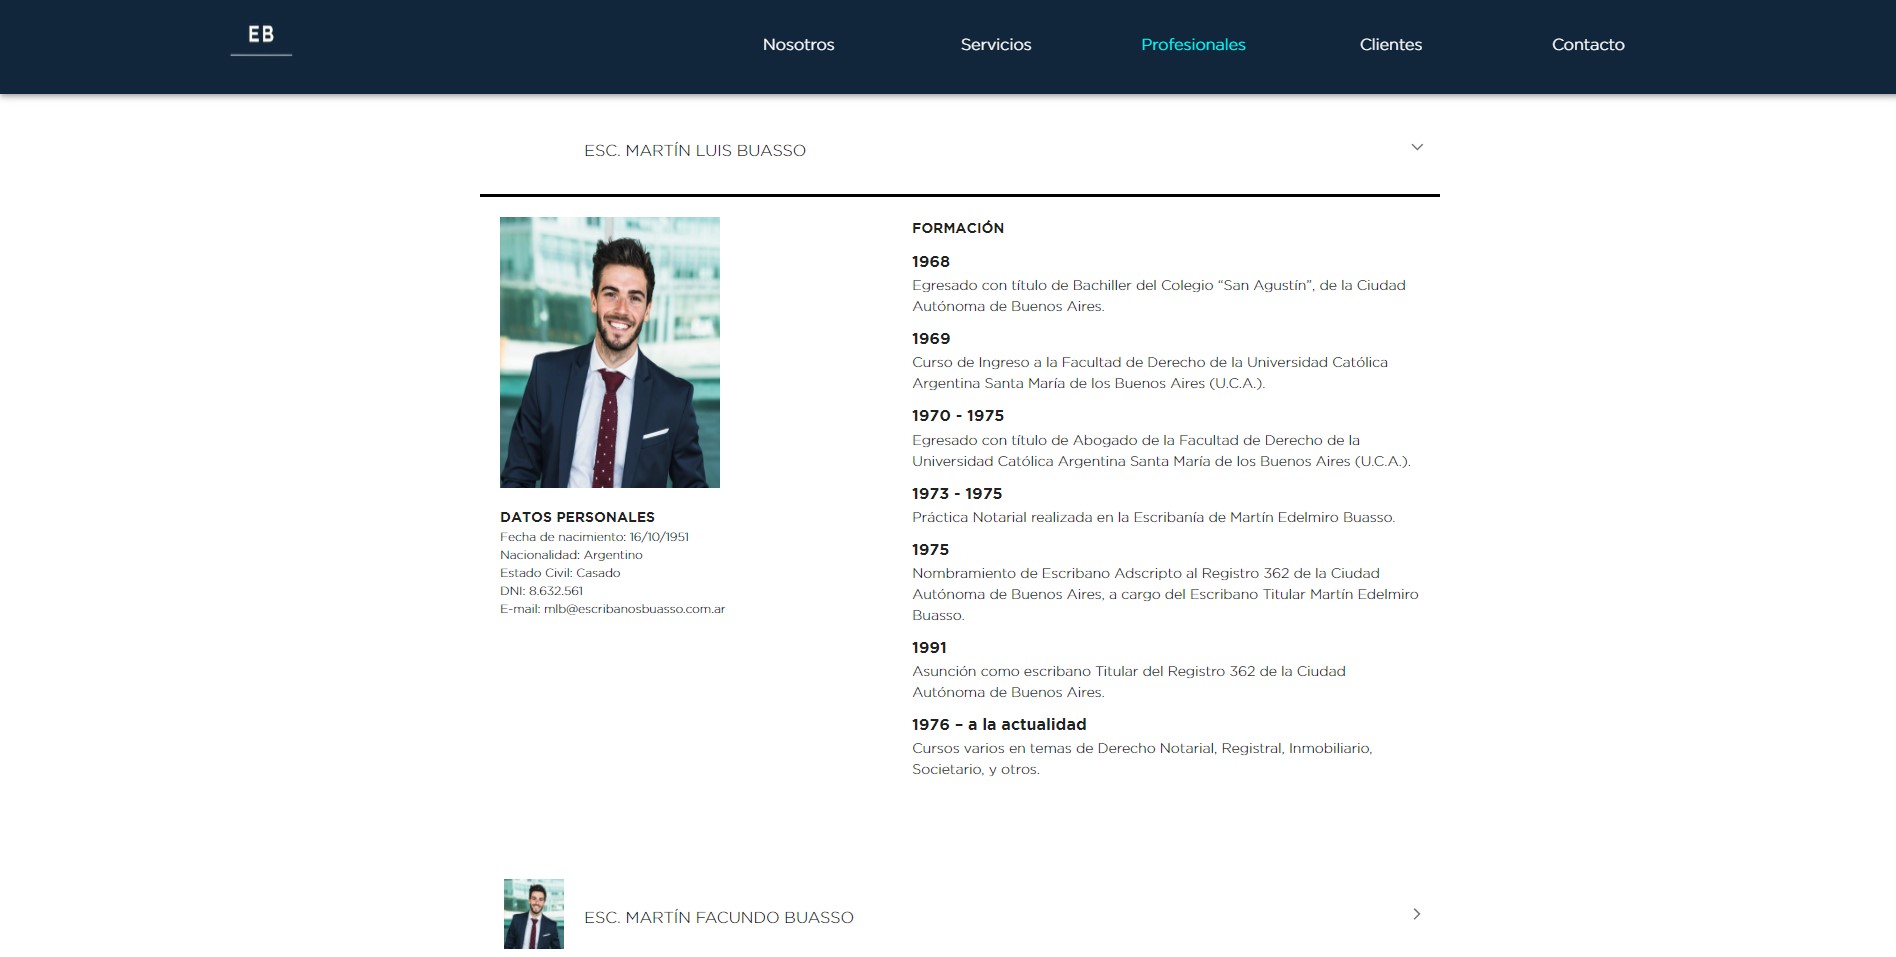 EB
Nosotros
Servicios
Profesionales
Clientes
Contacto
ESC. MARTÍN LUIS BUASSO
DATOS PERSONALES
Fecha de nacimiento: 16/10/1951
Nacionalidad: Argentino
Estado Civil: Casado
DNI: 8.632.561
E-mail: mlb@escribanosbuasso.com.ar
FORMACIÓN
1968
Egresado con título de Bachiller del Colegio “San Agustín”, de la Ciudad
Autónoma de Buenos Aires.
1969
Curso de Ingreso a la Facultad de Derecho de la Universidad Católica
Argentina Santa María de los Buenos Aires (U.C.A.).
1970 - 1975
Egresado con título de Abogado de la Facultad de Derecho de la
Universidad Católica Argentina Santa María de los Buenos Aires (U.C.A.).
1973 - 1975
Práctica Notarial realizada en la Escribanía de Martín Edelmiro Buasso.
1975
Nombramiento de Escribano Adscripto al Registro 362 de la Ciudad
Autónoma de Buenos Aires, a cargo del Escribano Titular Martín Edelmiro
Buasso.
1991
Asunción como escribano Titular del Registro 362 de la Ciudad
Autónoma de Buenos Aires.
1976 – a la actualidad
Cursos varios en temas de Derecho Notarial, Registral, Inmobiliario,
Societario, y otros.
ESC. MARTÍN FACUNDO BUASSO